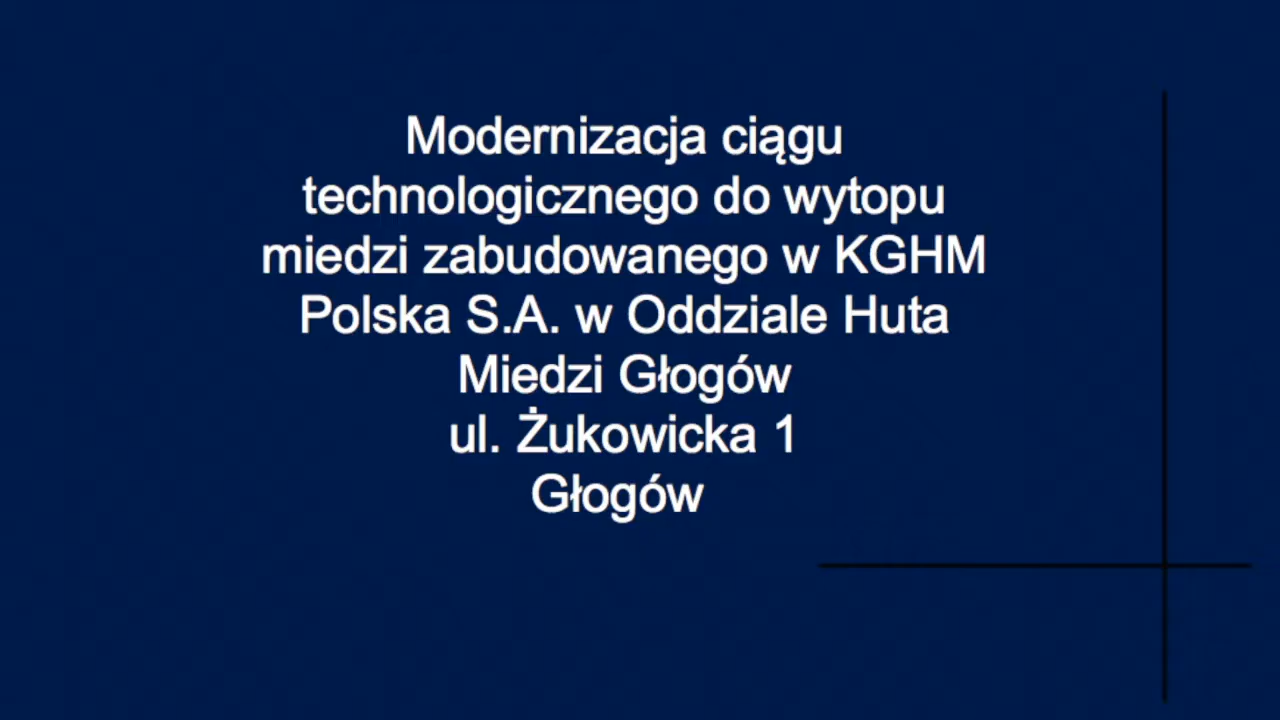 Modernizacja ciągu
technologicznego do wytopu
miedzi zabudowanego w KGHM
Polska S.A. w Oddziale Huta
Miedzi Głogów
ul. Żukowicka 1
Głogów